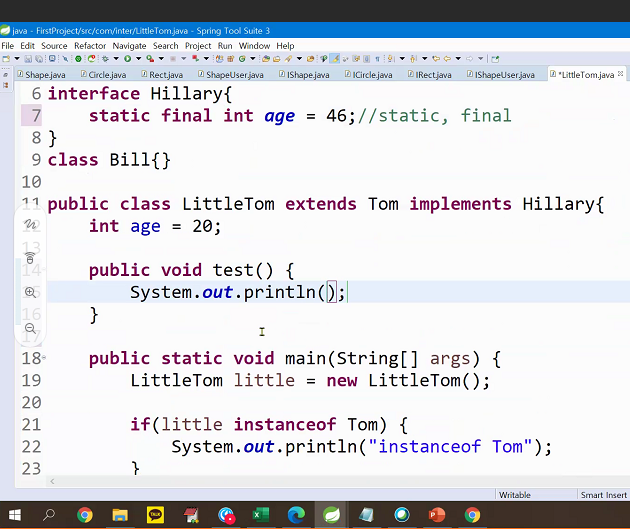 java - FirstProject/src/com/inter/LittleTom.java - Spring Tool Suite 3
File Edit Source Refactor Navigate Search Project Run Window Help
Shape.java Circle.java Rect.java ShapeUser.java IShape.java ICircle.java IRect.java IShapeUser.java *LittleTom.java
6 interface Hillary{
7 static final int age = 46;//static, final
8 }
9 class Bill{}
10
11 public class LittleTom extends Tom implements Hillary{
int age = 20;
13
14 public void test() {
15 System.out.println();
16 }
18 public static void main(String[] args) {
19 LittleTom little = new LittleTom();
20
21 if(little instanceof Tom) {
22 System.out.println("instanceof Tom");
23 }
Writable Smart Insert
TALK